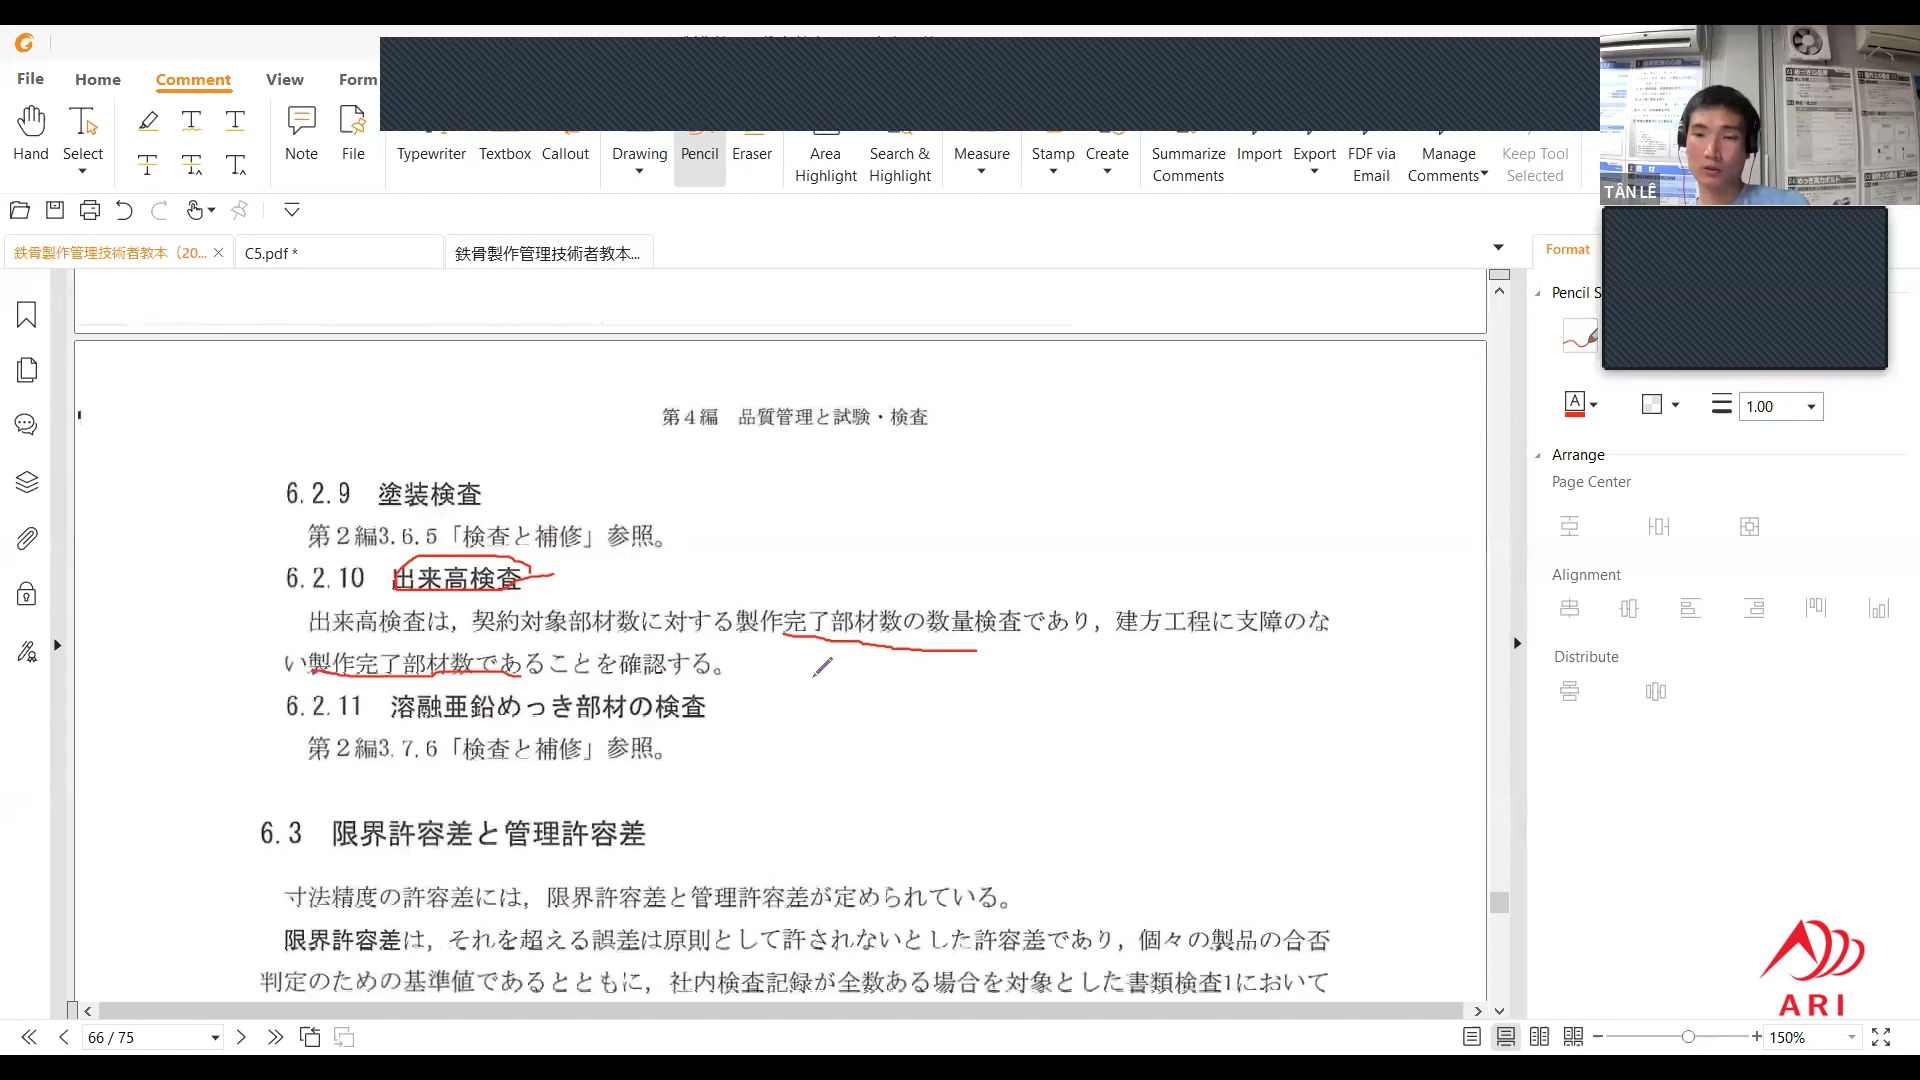 File Home Comment View Form
Hand Select Note File Typewriter Textbox Callout Drawing Pencil Eraser Area Highlight Search & Highlight Measure Stamp Create Summarize Comments Import Export FDF via Email Manage Comments Keep Tool Selected
TÂN LÊ
鉄骨製作管理技術者教本（20... C5.pdf * 鉄骨製作管理技術者教本...
Format
Pencil S
1.00
Arrange
Page Center
Alignment
Distribute
第４編　品質管理と試験・検査
6.2.9　塗装検査
第２編3.6.5「検査と補修」参照。
6.2.10　出来高検査
出来高検査は，契約対象部材数に対する製作完了部材数の数量検査であり，建方工程に支障のな
い製作完了部材数であることを確認する。
6.2.11　溶融亜鉛めっき部材の検査
第２編3.7.6「検査と補修」参照。
6.3　限界許容差と管理許容差
寸法精度の許容差には，限界許容差と管理許容差が定められている。
限界許容差は，それを超える誤差は原則として許されないとした許容差であり，個々の製品の合否
判定のための基準値であるとともに，社内検査記録が全数ある場合を対象とした書類検査1において
ARI
66 / 75
150%